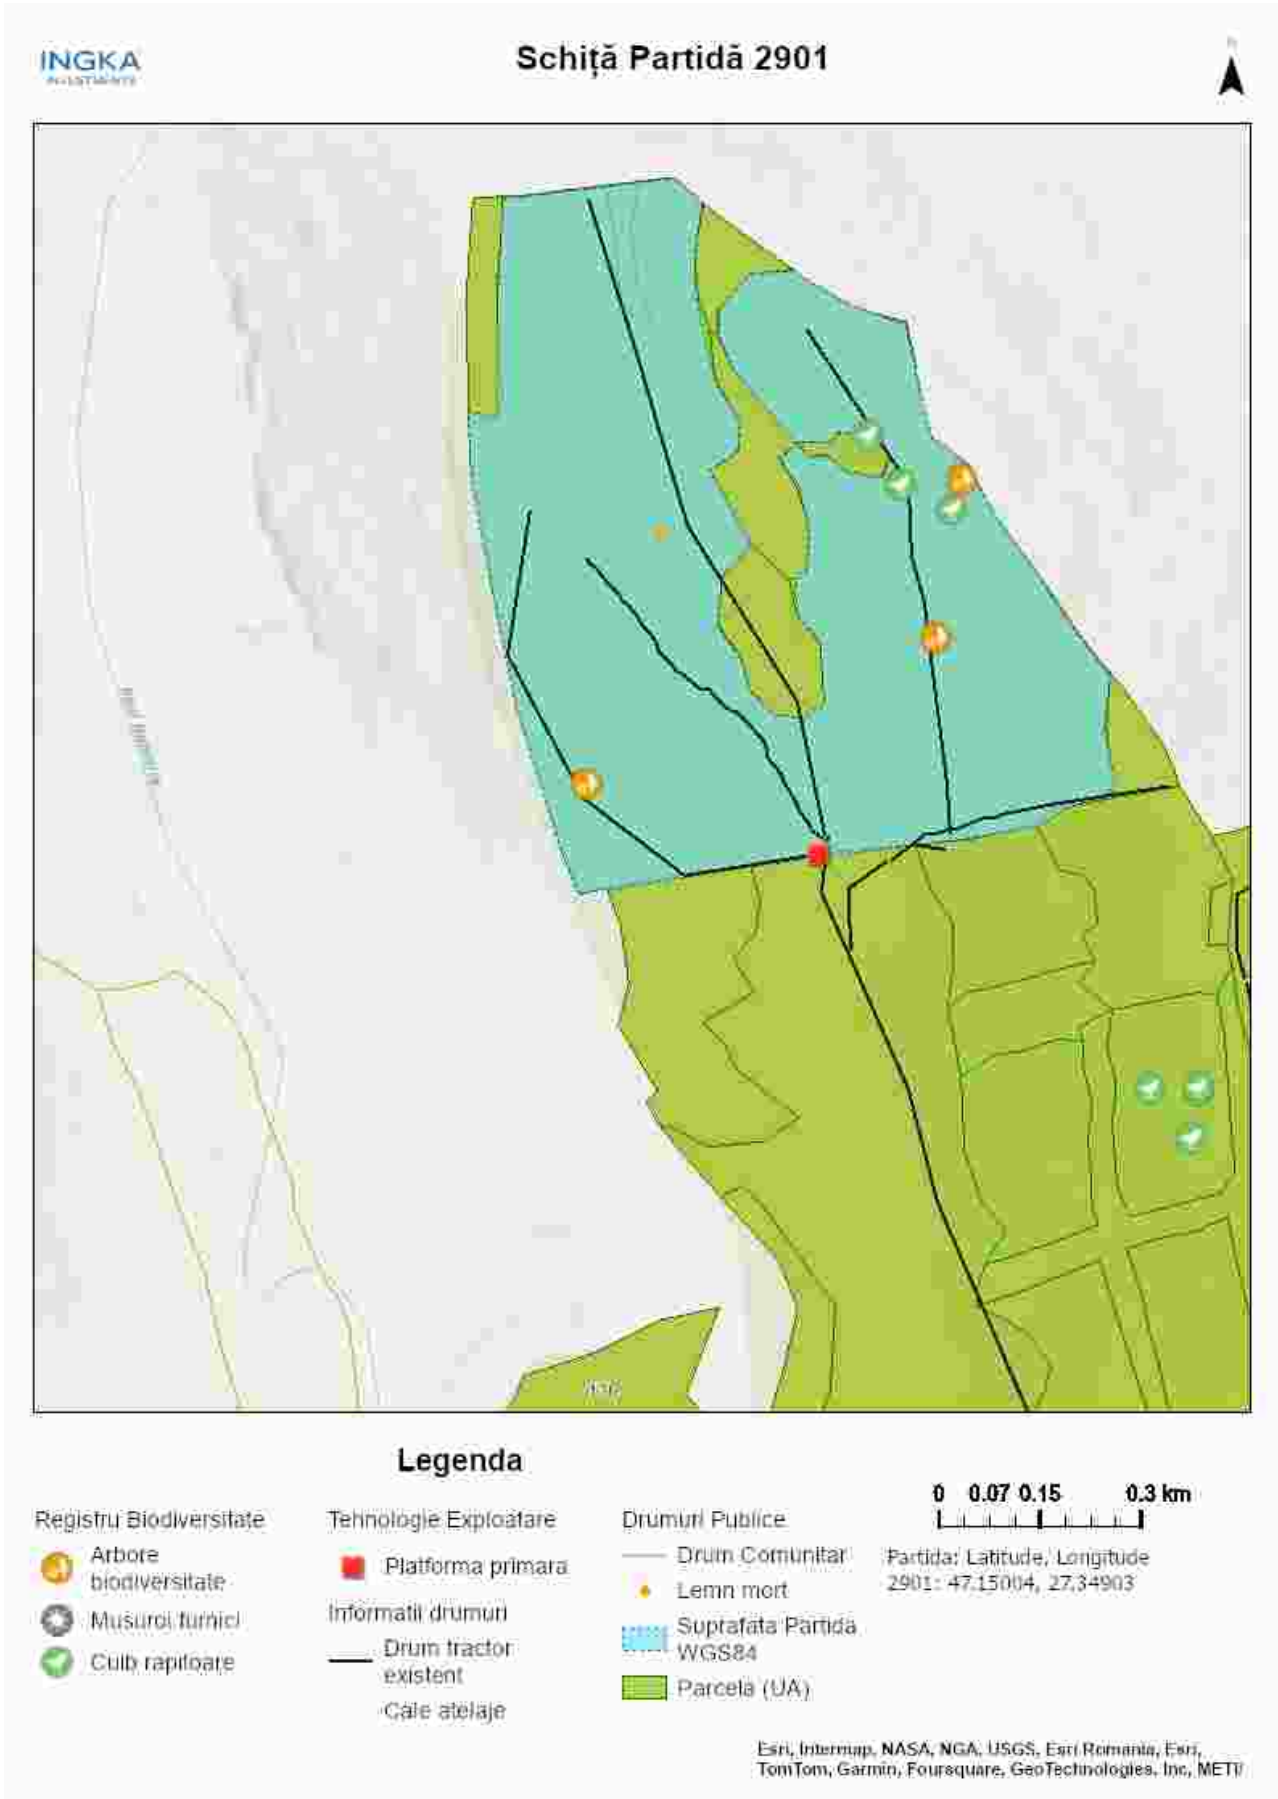 INGKA
Schiță Partidă 2901
Legenda
Registru Biodiversitate
Arbore
biodiversitate
Musuroi furnici
Cuib rapitoare
Tehnologie Exploatare
Platforma primara
Informatii drumuri
Drum tractor
existent
Cale atelaje
Drumuri Publice
Drum Comunitar
Lemn mort
Suprafata Partida
WGS84
Parcela (UA)
0 0.07 0.15 0.3 km
Partida: Latitude, Longitude
2901: 47.15004, 27.34903
Esri, Intermap, NASA, NGA, USGS, Esri Romania, Esri,
TomTom, Garmin, Foursquare, GeoTechnologies, Inc, METI/